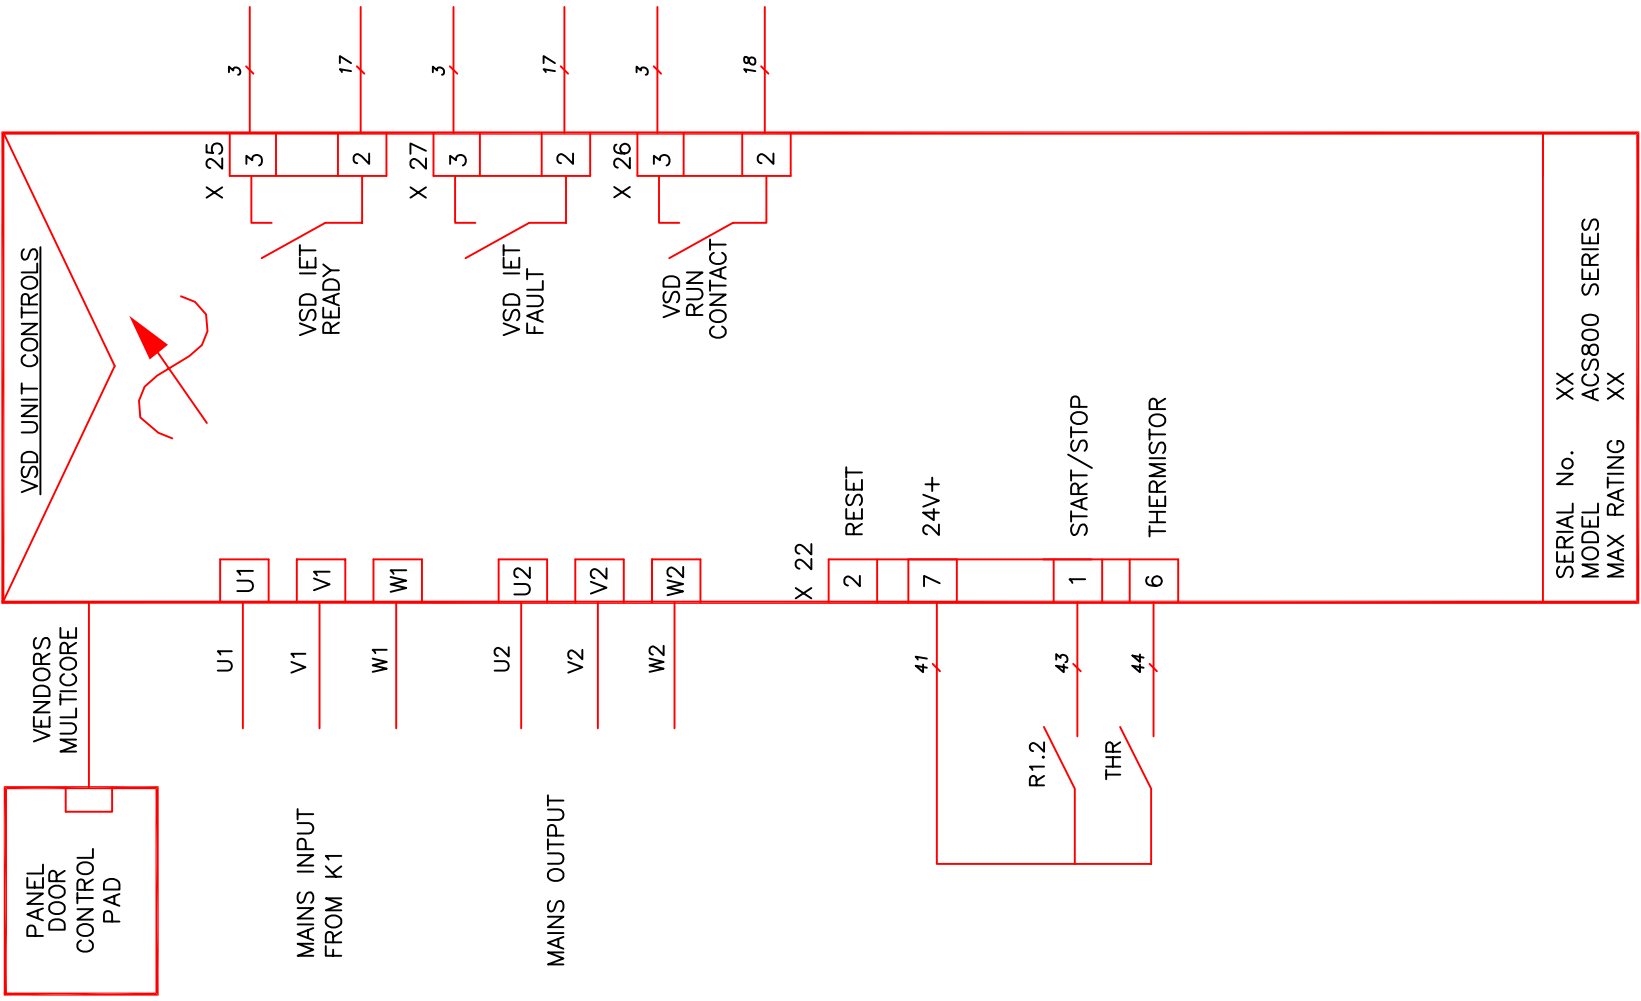 VSD UNIT CONTROLS
VENDORS
MULTICORE
PANEL
DOOR
CONTROL
PAD
U1
U1
V1
V1
W1
W1
MAINS INPUT
FROM K1
U2
U2
V2
V2
W2
W2
MAINS OUTPUT
X 25
3
3
2
17
VSD IET
READY
X 27
3
3
2
17
VSD IET
FAULT
X 26
3
3
2
18
VSD
RUN
CONTACT
X 22
2
RESET
7
24V+
41
1
START/STOP
43
R1.2
6
THERMISTOR
44
THR
SERIAL No. XX
MODEL ACS800 SERIES
MAX RATING XX